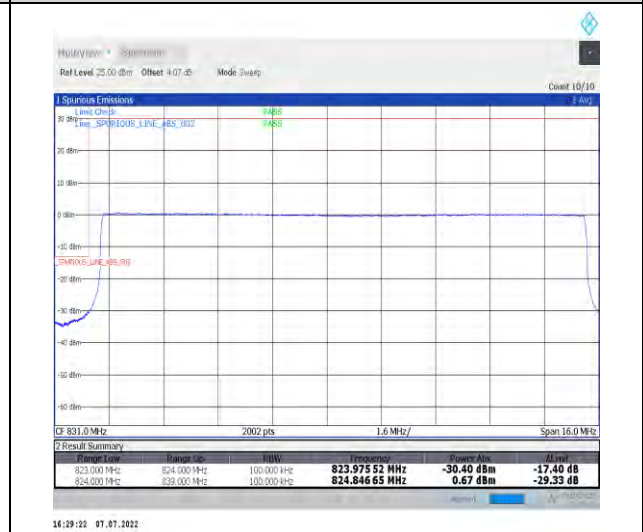 MultiView Spectrum
Ref Level 25.00 dBm Offset 4.07 dB Mode Sweep
Count 10/10
1 Spurious Emissions 1 Avg
Limit Check PASS
30 dBm Line _SPURIOUS_LINE_ABS_002 PASS
20 dBm
10 dBm
0 dBm
-10 dBm
_SPURIOUS_LINE_ABS_002
-20 dBm
-30 dBm
-40 dBm
-50 dBm
-60 dBm
CF 831.0 MHz 2002 pts 1.6 MHz/ Span 16.0 MHz
2 Result Summary
Range Low Range Up RBW Frequency Power Abs ΔLimit
823.000 MHz 824.000 MHz 100.000 kHz 823.975 52 MHz -30.40 dBm -17.40 dB
824.000 MHz 839.000 MHz 100.000 kHz 824.846 65 MHz 0.67 dBm -29.33 dB
16:29:22 07.07.2022